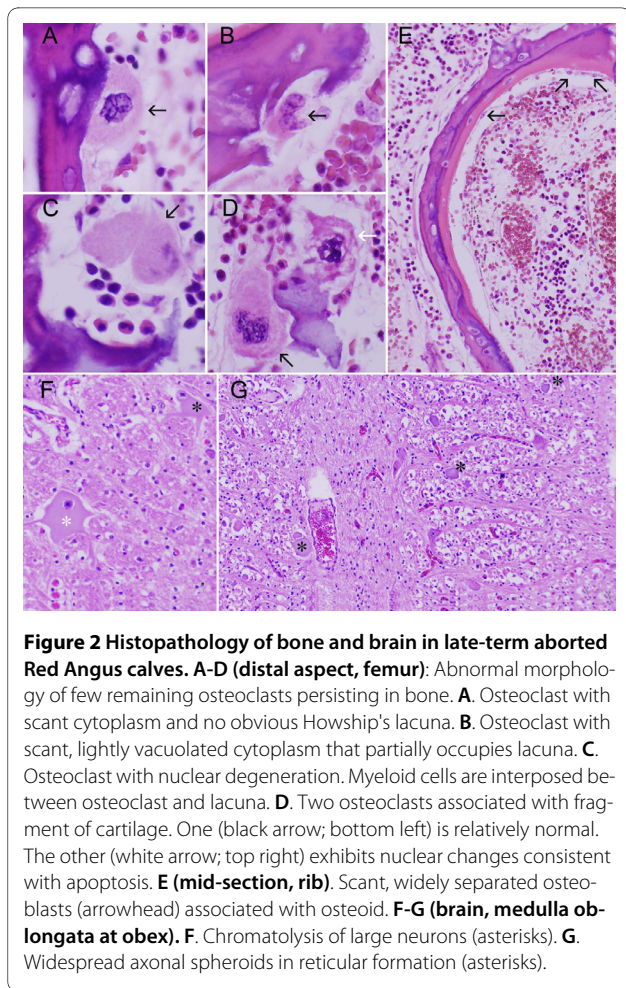 A
B
E
C
D
F
G
Figure 2 Histopathology of bone and brain in late-term aborted
Red Angus calves. A-D (distal aspect, femur): Abnormal morpholo-
gy of few remaining osteoclasts persisting in bone. A. Osteoclast with
scant cytoplasm and no obvious Howship's lacuna. B. Osteoclast with
scant, lightly vacuolated cytoplasm that partially occupies lacuna. C.
Osteoclast with nuclear degeneration. Myeloid cells are interposed be-
tween osteoclast and lacuna. D. Two osteoclasts associated with frag-
ment of cartilage. One (black arrow; bottom left) is relatively normal.
The other (white arrow; top right) exhibits nuclear changes consistent
with apoptosis. E (mid-section, rib). Scant, widely separated osteo-
blasts (arrowhead) associated with osteoid. F-G (brain, medulla ob-
longata at obex). F. Chromatolysis of large neurons (asterisks). G.
Widespread axonal spheroids in reticular formation (asterisks).